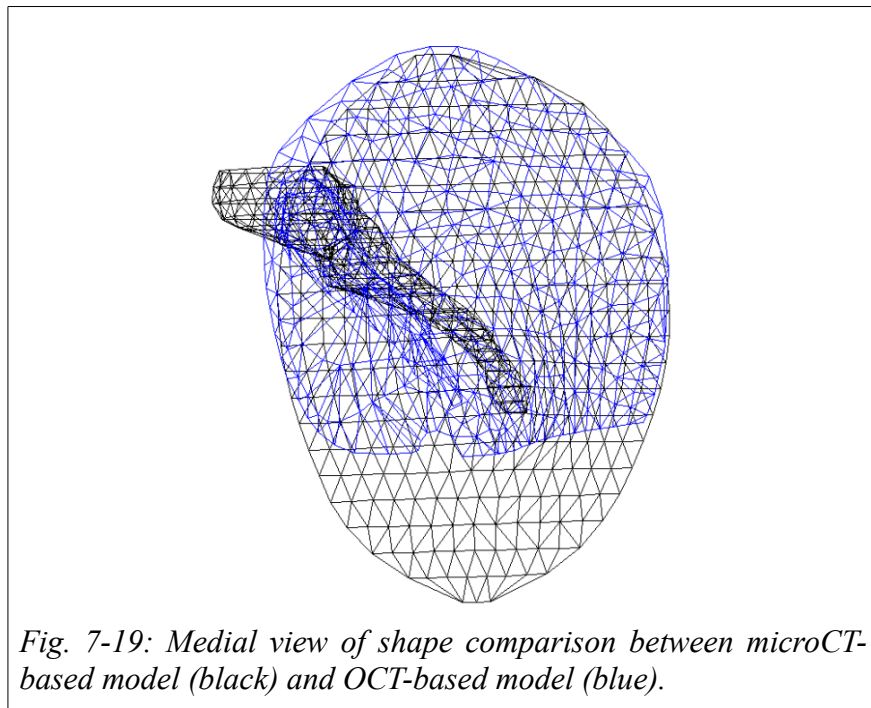 Fig. 7-19: Medial view of shape comparison between microCT-
based model (black) and OCT-based model (blue).